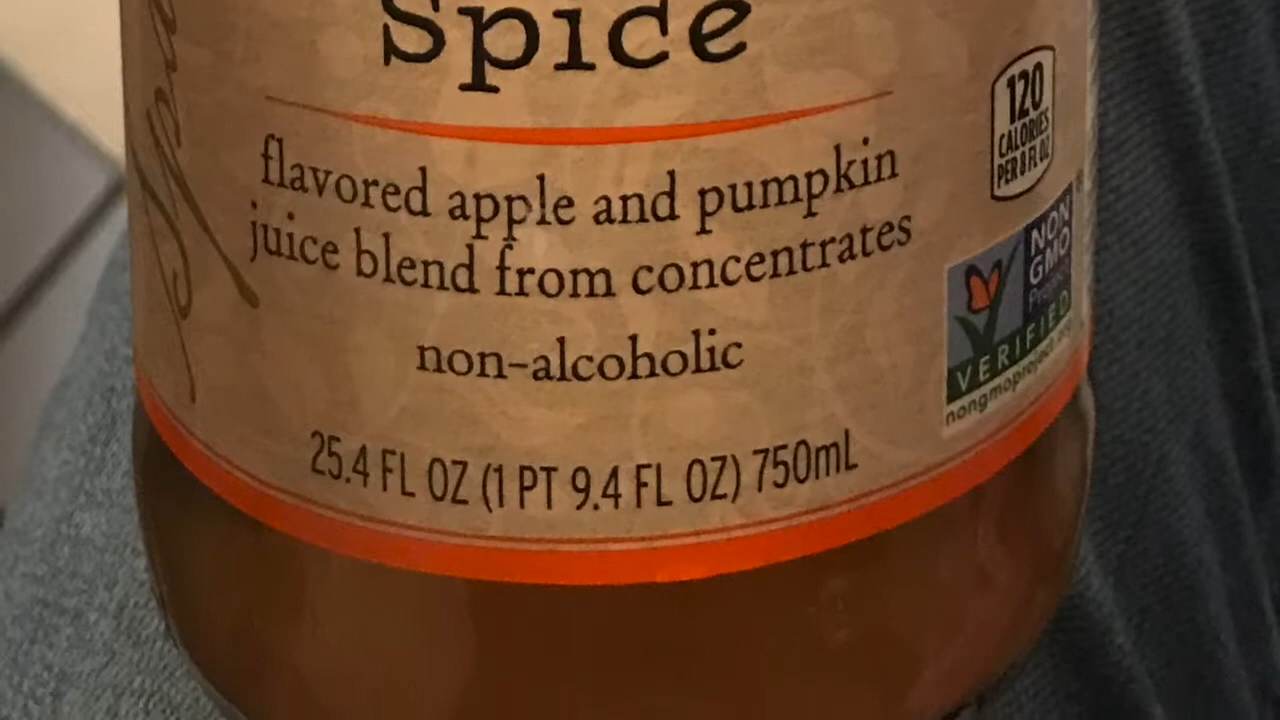 Spice
120
CALORIES
PER 8 FL OZ
flavored apple and pumpkin
juice blend from concentrates
non-alcoholic
NON
GMO
Project
VERIFIED
nongmoproject.org
25.4 FL OZ (1 PT 9.4 FL OZ) 750mL